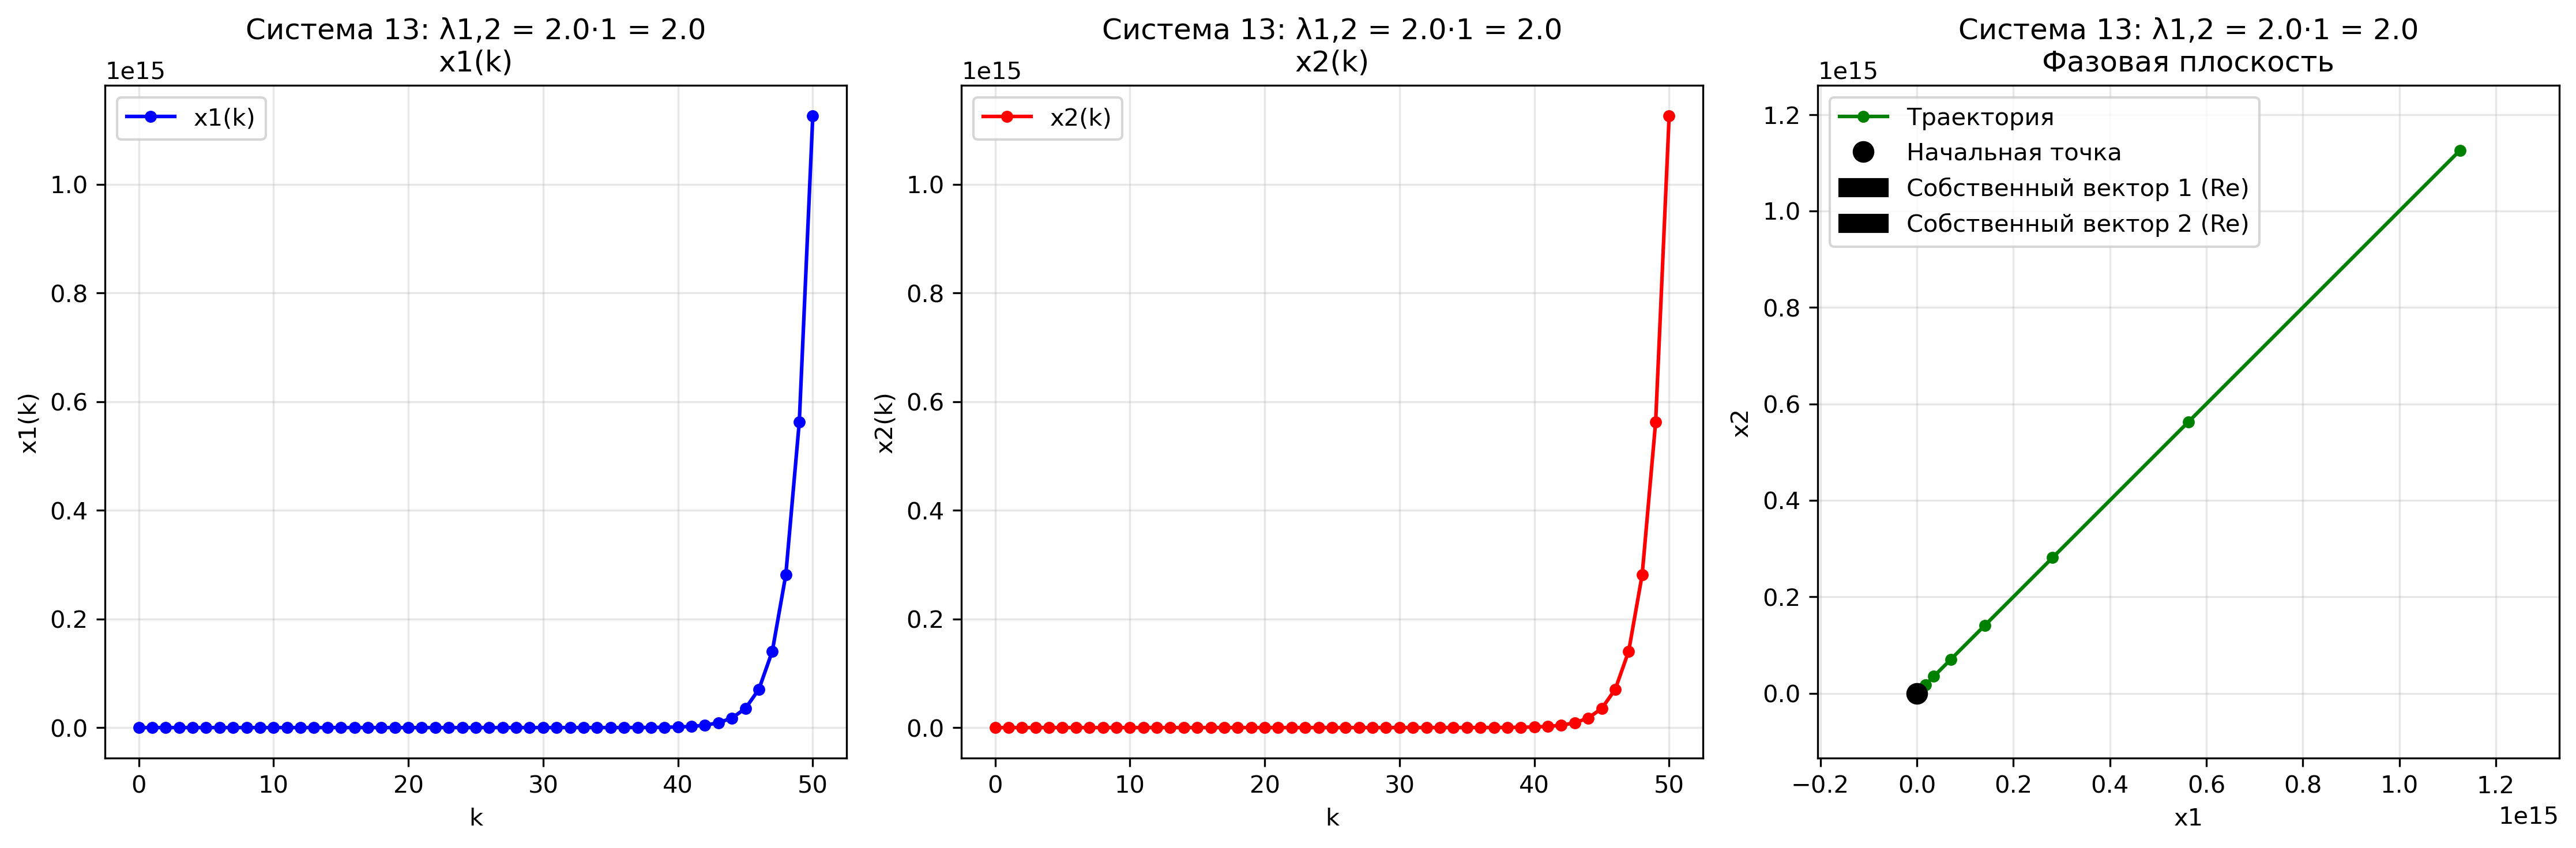 Система 13: λ1,2 = 2.0·1 = 2.0
x1(k)
1e15
x1(k)
1.0
0.8
0.6
0.4
0.2
0.0
x1(k)
0 10 20 30 40 50
k
Система 13: λ1,2 = 2.0·1 = 2.0
x2(k)
1e15
x2(k)
1.0
0.8
0.6
0.4
0.2
0.0
x2(k)
0 10 20 30 40 50
k
Система 13: λ1,2 = 2.0·1 = 2.0
Фазовая плоскость
1e15
Траектория
Начальная точка
Собственный вектор 1 (Re)
Собственный вектор 2 (Re)
1.2
1.0
0.8
0.6
0.4
0.2
0.0
x2
−0.2 0.0 0.2 0.4 0.6 0.8 1.0 1.2
x1
1e15